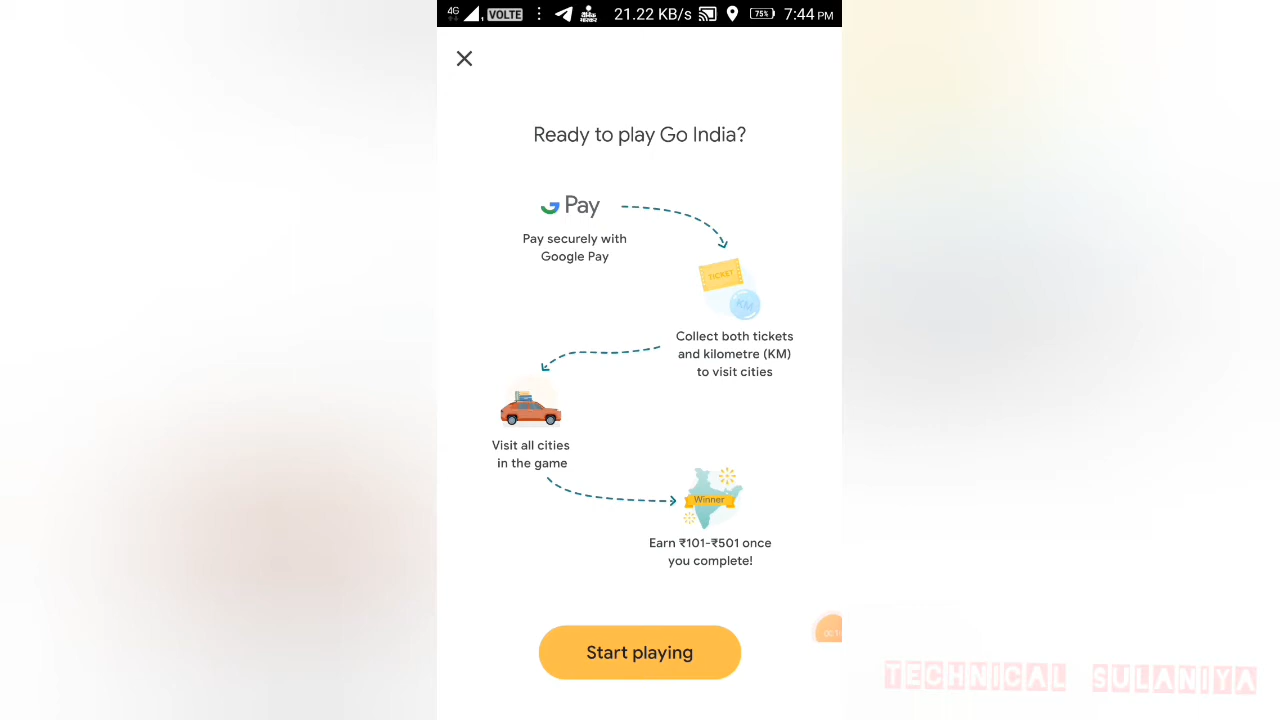 4G 1 VOLTE 21.22 KB/s 75% 7:44 PM
Ready to play Go India?
G Pay
Pay securely with
Google Pay
TICKET
KM
Collect both tickets
and kilometre (KM)
to visit cities
Visit all cities
in the game
Winner
Earn ₹101-₹501 once
you complete!
Start playing
TECHNICAL SULANIYA